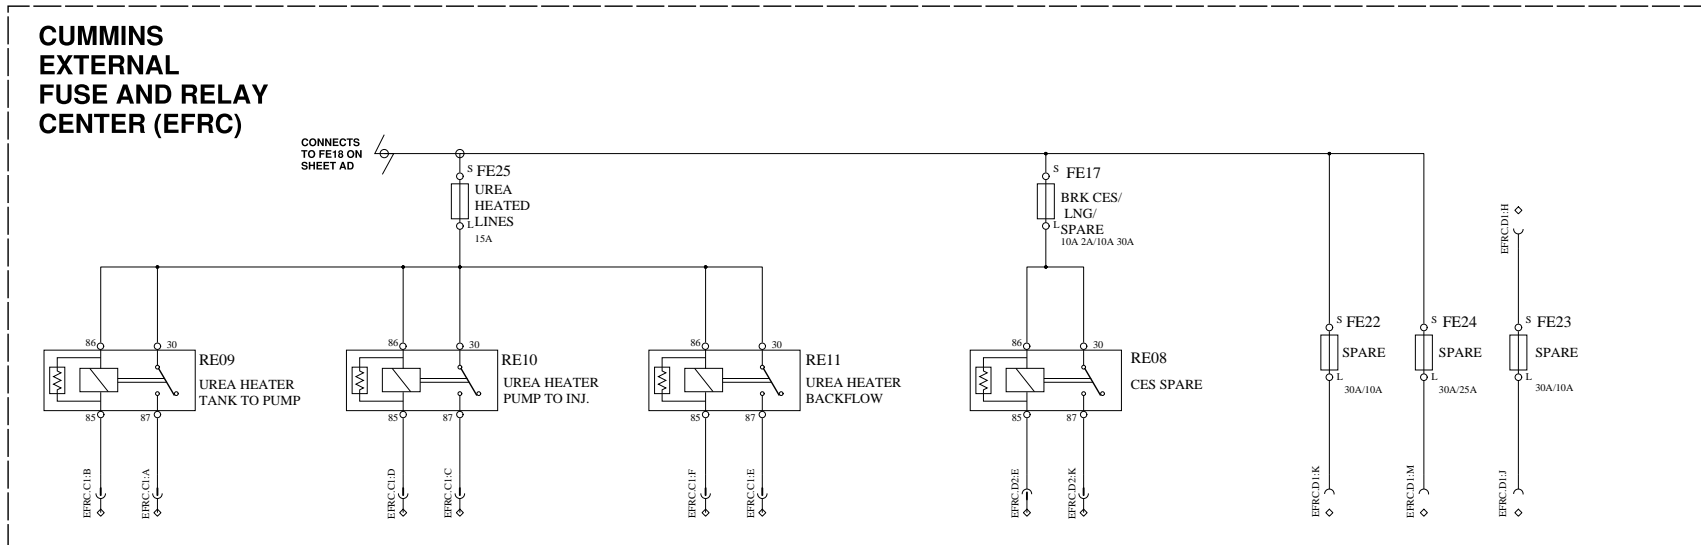 CUMMINS
EXTERNAL
FUSE AND RELAY
CENTER (EFRC)
CONNECTS
TO FE18 ON
SHEET AD
S FE25
UREA
HEATED
LINES
L
15A
S FE17
BRK CES/
LNG/
SPARE
L
10A 2A/10A 30A
EFRC.D1:H
S FE22
SPARE
L
30A/10A
S FE24
SPARE
L
30A/25A
S FE23
SPARE
L
30A/10A
86 30
RE09
UREA HEATER
TANK TO PUMP
85 87
86 30
RE10
UREA HEATER
PUMP TO INJ.
85 87
86 30
RE11
UREA HEATER
BACKFLOW
85 87
86 30
RE08
CES SPARE
85 87
EFRC.C1:B
EFRC.C1:A
EFRC.C1:D
EFRC.C1:C
EFRC.C1:F
EFRC.C1:E
EFRC.D2:E
EFRC.D2:K
EFRC.D1:K
EFRC.D1:M
EFRC.D1:J